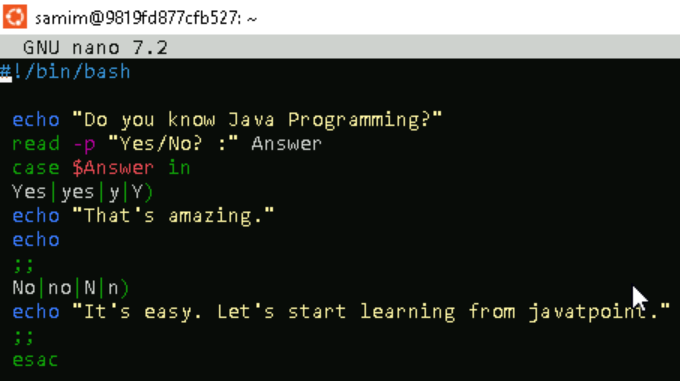 samim@9819fd877cfb527: ~
GNU nano 7.2
#!/bin/bash
echo "Do you know Java Programming?"
read -p "Yes/No? :" Answer
case $Answer in
Yes|yes|y|Y)
echo "That's amazing."
echo
;;
No|no|N|n)
echo "It's easy. Let's start learning from javatpoint."
;;
esac